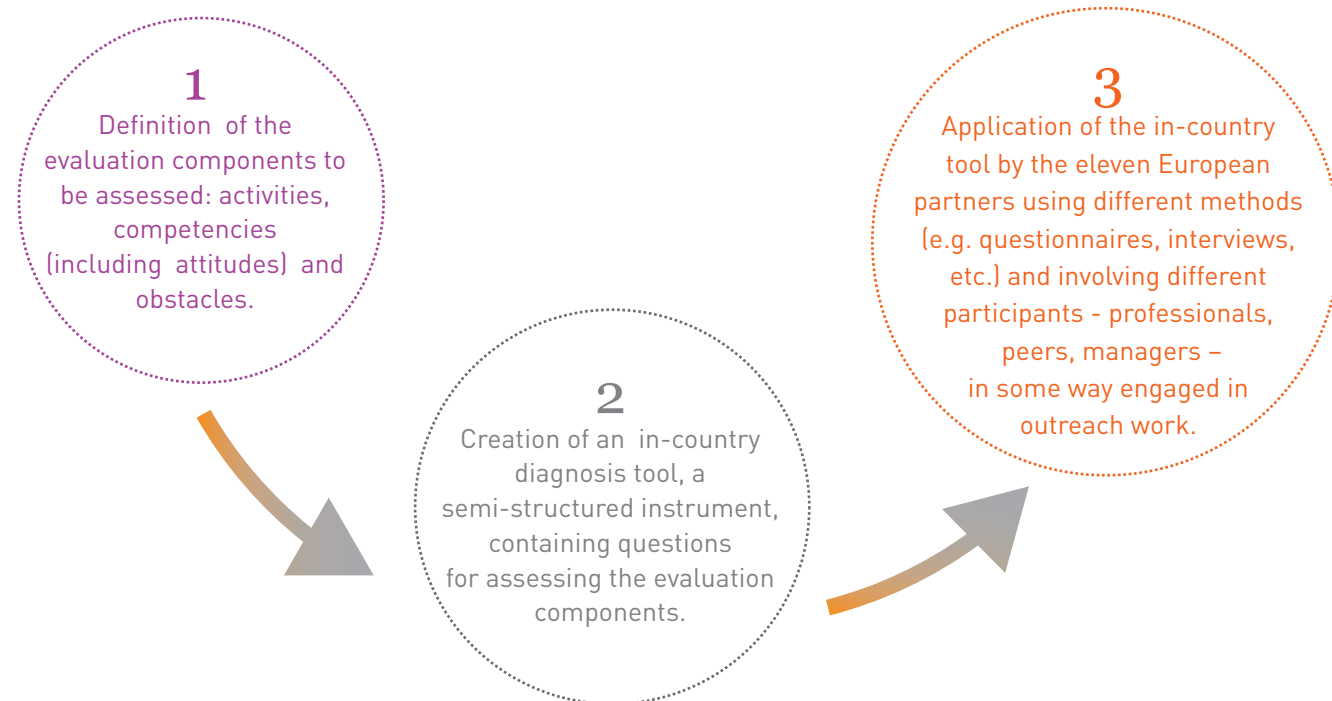 1
Definition of the
evaluation components to
be assessed: activities,
competencies
(including attitudes) and
obstacles.
2
Creation of an in-country
diagnosis tool, a
semi-structured instrument,
containing questions
for assessing the evaluation
components.
3
Application of the in-country
tool by the eleven European
partners using different methods
(e.g. questionnaires, interviews,
etc.) and involving different
participants - professionals,
peers, managers –
in some way engaged in
outreach work.